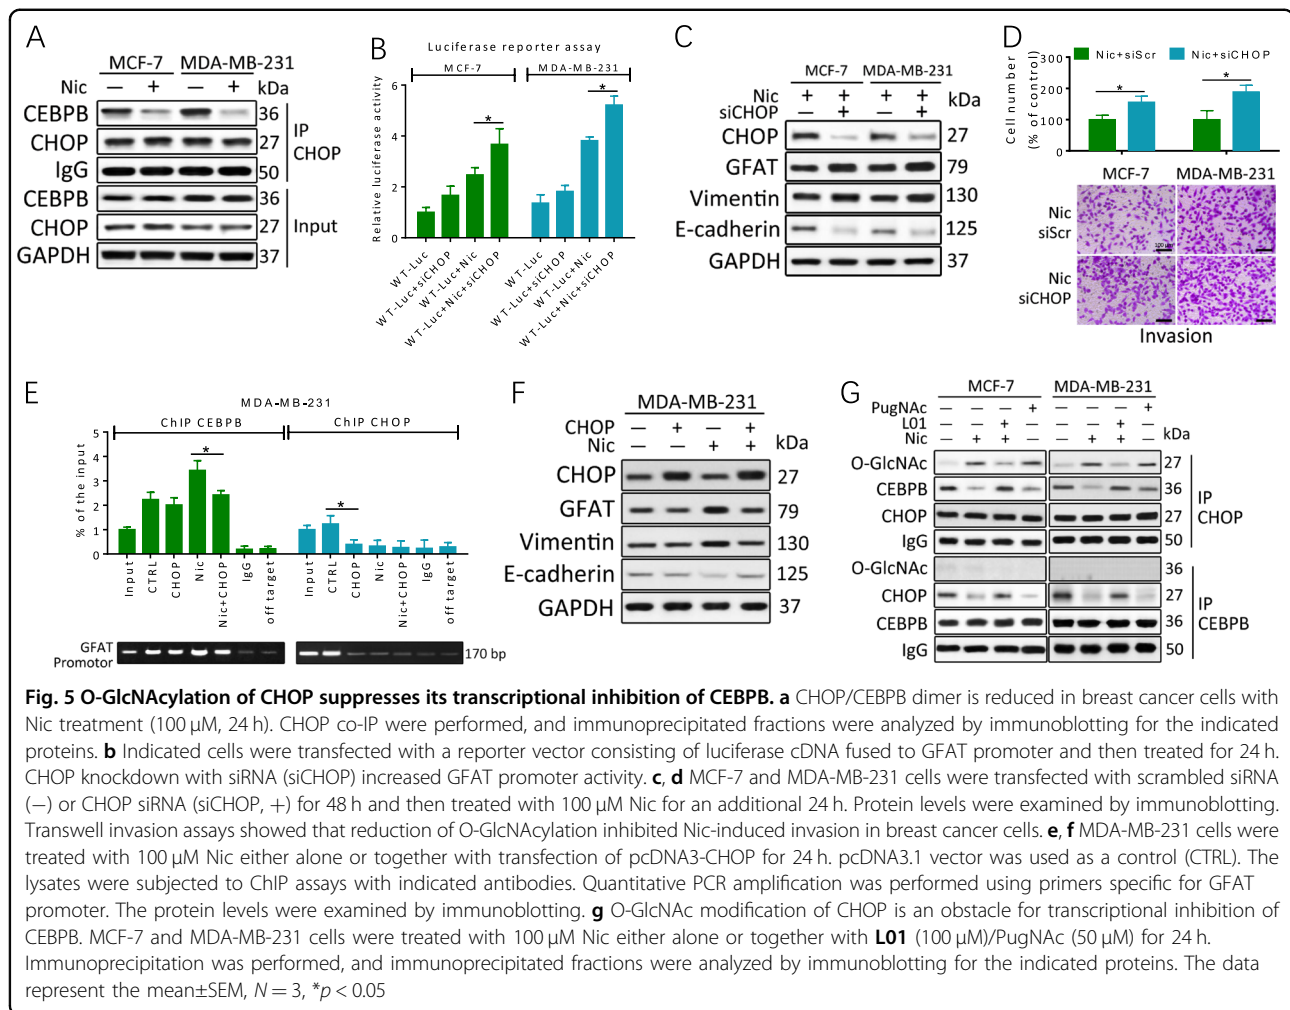 A
MCF-7 MDA-MB-231
Nic — + — + kDa
CEBPB 36
CHOP 27
IgG 50
IP
CHOP
CEBPB 36
CHOP 27
GAPDH 37
Input
B
Luciferase reporter assay
MCF-7 MDA-MB-231
Relative luciferase activity
6
4
2
0
* *
WT-Luc
WT-Luc+siCHOP
WT-Luc+Nic
WT-Luc+Nic+siCHOP
WT-Luc
WT-Luc+siCHOP
WT-Luc+Nic
WT-Luc+Nic+siCHOP
C
MCF-7 MDA-MB-231
Nic + + + +
siCHOP — + — + kDa
CHOP 27
GFAT 79
Vimentin 130
E-cadherin 125
GAPDH 37
D
Nic+siScr Nic+siCHOP
Cell number
(% of control)
300
200
100
0
* *
MCF-7 MDA-MB-231
Nic
siScr
100 μm
Nic
siCHOP
Invasion
E
MDA-MB-231
ChIP CEBPB ChIP CHOP
% of the input
5
4
3
2
1
0
* *
Input
CTRL
CHOP
Nic
Nic+CHOP
IgG
off target
Input
CTRL
CHOP
Nic
Nic+CHOP
IgG
off target
GFAT
Promotor
170 bp
F
MDA-MB-231
CHOP — + — +
Nic — — + + kDa
CHOP 27
GFAT 79
Vimentin 130
E-cadherin 125
GAPDH 37
G
MCF-7 MDA-MB-231
PugNAc — — — + — — — +
L01 — — + — — — + —
Nic — + + — — + + — kDa
O-GlcNAc 27
CEBPB 36
CHOP 27
IgG 50
IP
CHOP
O-GlcNAc 36
CHOP 27
CEBPB 36
IgG 50
IP
CEBPB
Fig. 5 O-GlcNAcylation of CHOP suppresses its transcriptional inhibition of CEBPB. a CHOP/CEBPB dimer is reduced in breast cancer cells with
Nic treatment (100 μM, 24 h). CHOP co-IP were performed, and immunoprecipitated fractions were analyzed by immunoblotting for the indicated
proteins. b Indicated cells were transfected with a reporter vector consisting of luciferase cDNA fused to GFAT promoter and then treated for 24 h.
CHOP knockdown with siRNA (siCHOP) increased GFAT promoter activity. c, d MCF-7 and MDA-MB-231 cells were transfected with scrambled siRNA
(—) or CHOP siRNA (siCHOP, +) for 48 h and then treated with 100 μM Nic for an additional 24 h. Protein levels were examined by immunoblotting.
Transwell invasion assays showed that reduction of O-GlcNAcylation inhibited Nic-induced invasion in breast cancer cells. e, f MDA-MB-231 cells were
treated with 100 μM Nic either alone or together with transfection of pcDNA3-CHOP for 24 h. pcDNA3.1 vector was used as a control (CTRL). The
lysates were subjected to ChIP assays with indicated antibodies. Quantitative PCR amplification was performed using primers specific for GFAT
promoter. The protein levels were examined by immunoblotting. g O-GlcNAc modification of CHOP is an obstacle for transcriptional inhibition of
CEBPB. MCF-7 and MDA-MB-231 cells were treated with 100 μM Nic either alone or together with L01 (100 μM)/PugNAc (50 μM) for 24 h.
Immunoprecipitation was performed, and immunoprecipitated fractions were analyzed by immunoblotting for the indicated proteins. The data
represent the mean±SEM, N = 3, *p < 0.05